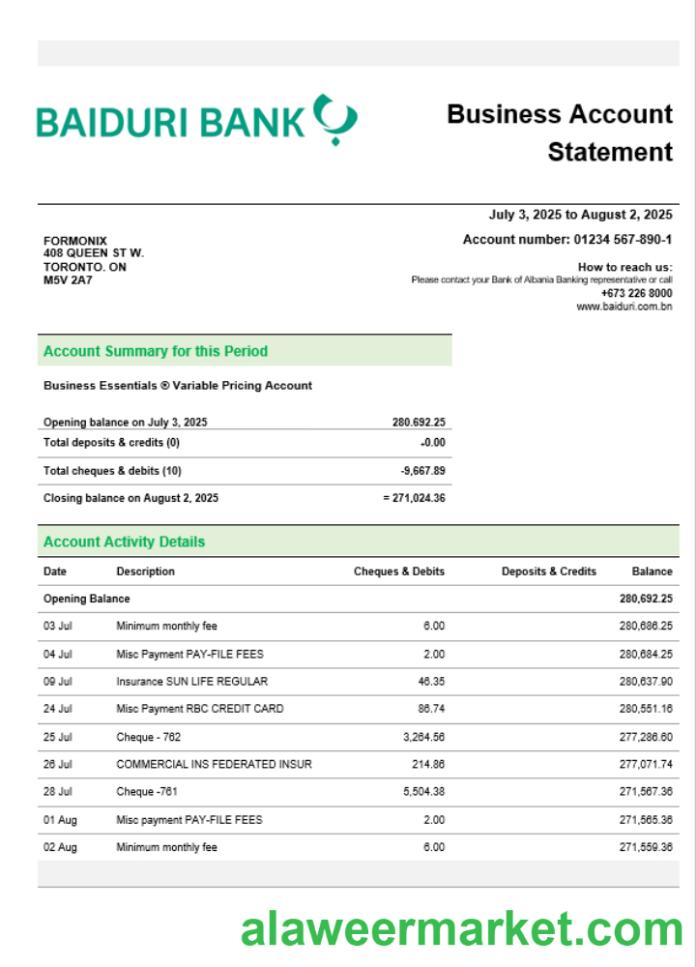 BAIDURI BANK
Business Account
Statement
July 3, 2025 to August 2, 2025
FORMONIX
408 QUEEN ST W.
TORONTO. ON
M5V 2A7
Account number: 01234 567-890-1
How to reach us:
Please contact your Bank of Albania Banking representative or call
+673 226 8000
www.baiduri.com.bn
Account Summary for this Period
Business Essentials ® Variable Pricing Account
Opening balance on July 3, 2025 280.692.25
Total deposits & credits (0) -0.00
Total cheques & debits (10) -9,667.89
Closing balance on August 2, 2025 = 271,024.36
Account Activity Details
Date Description Cheques & Debits Deposits & Credits Balance
Opening Balance 280,692.25
03 Jul Minimum monthly fee 6.00 280,686.25
04 Jul Misc Payment PAY-FILE FEES 2.00 280,684.25
09 Jul Insurance SUN LIFE REGULAR 46.35 280,637.90
24 Jul Misc Payment RBC CREDIT CARD 86.74 280,551.16
25 Jul Cheque - 762 3,264.56 277,286.60
26 Jul COMMERCIAL INS FEDERATED INSUR 214.86 277,071.74
28 Jul Cheque -761 5,504.38 271,567.36
01 Aug Misc payment PAY-FILE FEES 2.00 271,565.36
02 Aug Minimum monthly fee 6.00 271,559.36
alaweermarket.com